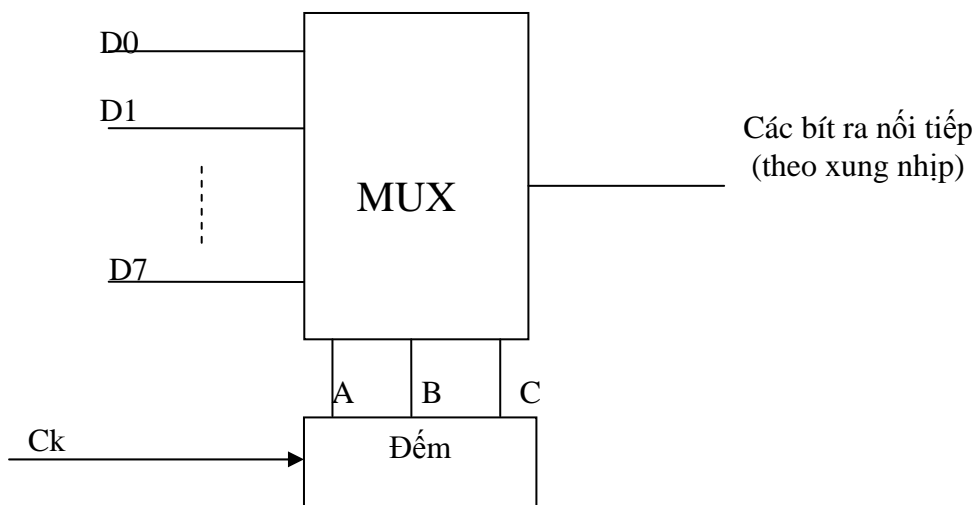 D0
D1
D7
MUX
Các bít ra nối tiếp
(theo xung nhịp)
A
B
C
Ck
Đếm